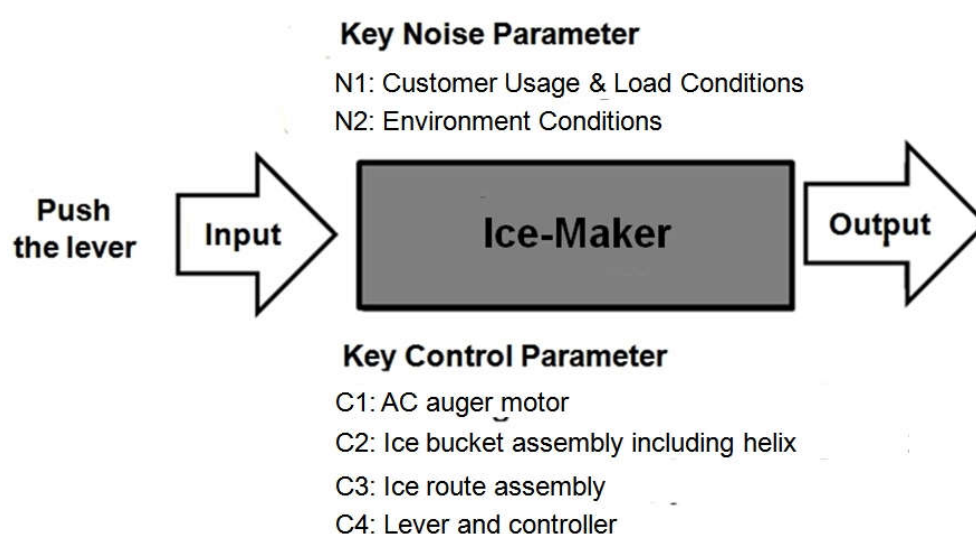 Key Noise Parameter
N1: Customer Usage & Load Conditions
N2: Environment Conditions
Push
the lever
Input
Ice-Maker
Output
Key Control Parameter
C1: AC auger motor
C2: Ice bucket assembly including helix
C3: Ice route assembly
C4: Lever and controller